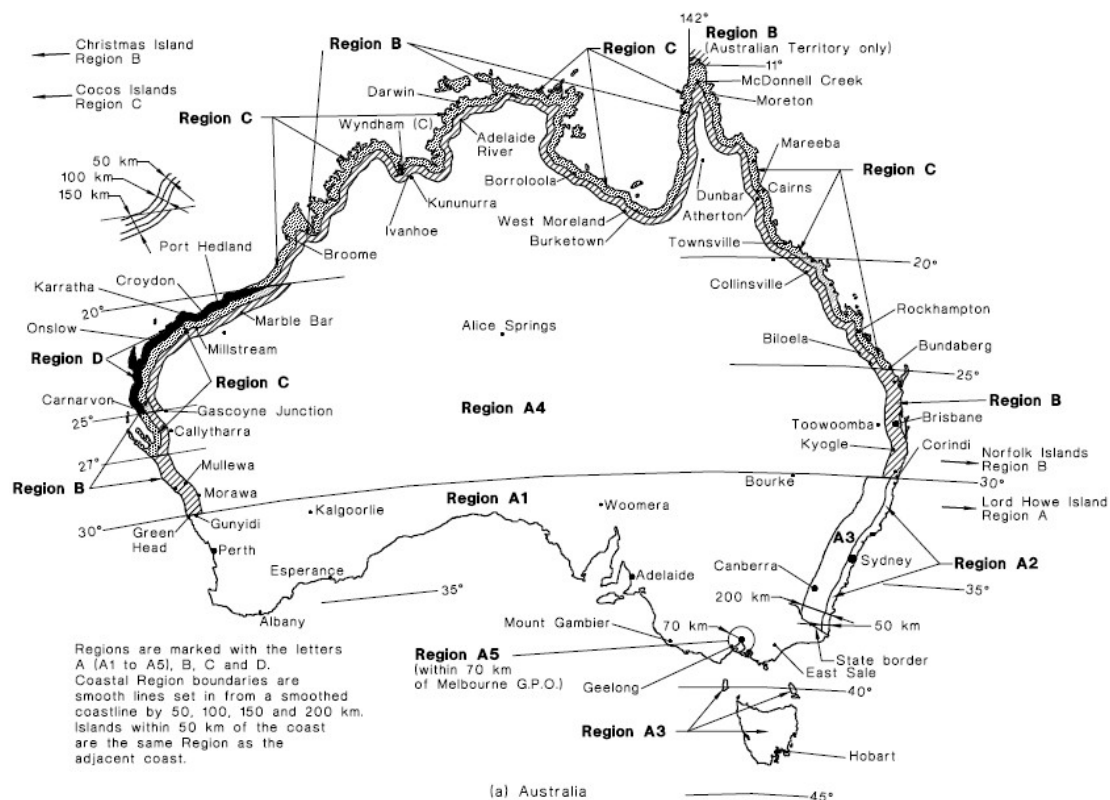 142°
Region B
(Australian Territory only)
11°
McDonnell Creek
Moreton
Christmas Island
Region B
Cocos Islands
Region C
Region B
Region C
Darwin
Region C
Wyndham (C)
Adelaide
River
Mareeba
50 km
100 km
150 km
Borroloola
Dunbar
Cairns
Region C
Kununurra
Atherton
West Moreland
Ivanhoe
Burketown
Townsville
Port Hedland
Broome
20°
Croydon
Collinsville
Karratha
20°
Rockhampton
Onslow
Marble Bar
Alice Springs
Millstream
Biloela
Bundaberg
Region D
Region C
25°
Carnarvon
Gascoyne Junction
Region A4
Region B
25°
Toowoomba
Brisbane
Callytharra
Kyogle
Corindi
27°
Norfolk Islands
Region B
Mullewa
Region B
Bourke
30°
Morawa
Region A1
Woomera
Lord Howe Island
Region A
30°
Kalgoorlie
Gunyidi
Green
Head
A3
Perth
Sydney
Region A2
Esperance
Adelaide
Canberra
35°
35°
200 km
Albany
Mount Gambier
70 km
50 km
Region A5
(within 70 km
of Melbourne G.P.O.)
State border
East Sale
Geelong
40°
Regions are marked with the letters
A (A1 to A5), B, C and D.
Coastal Region boundaries are
smooth lines set in from a smoothed
coastline by 50, 100, 150 and 200 km.
Islands within 50 km of the coast
are the same Region as the
adjacent coast.
Region A3
Hobart
(a) Australia
45°